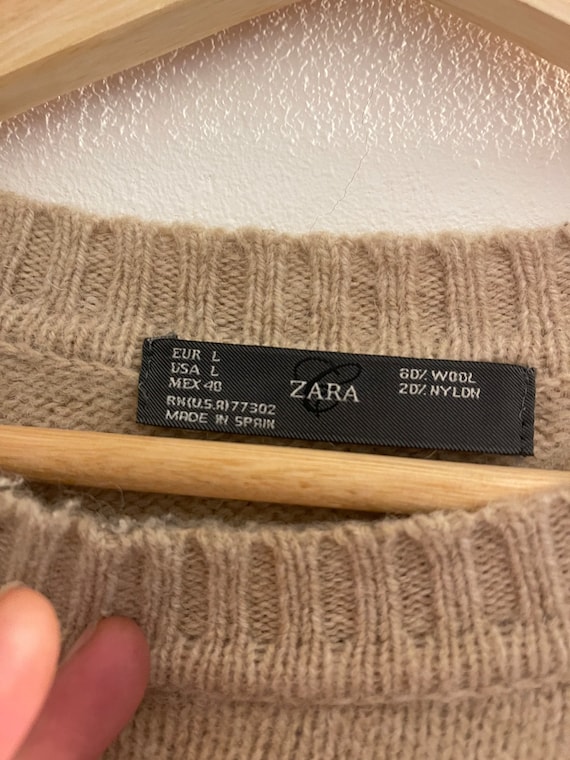 EUR L
USA L
MEX 40
RN(U.S.A)77302
MADE IN SPAIN
ZARA
80% WOOL
20% NYLON